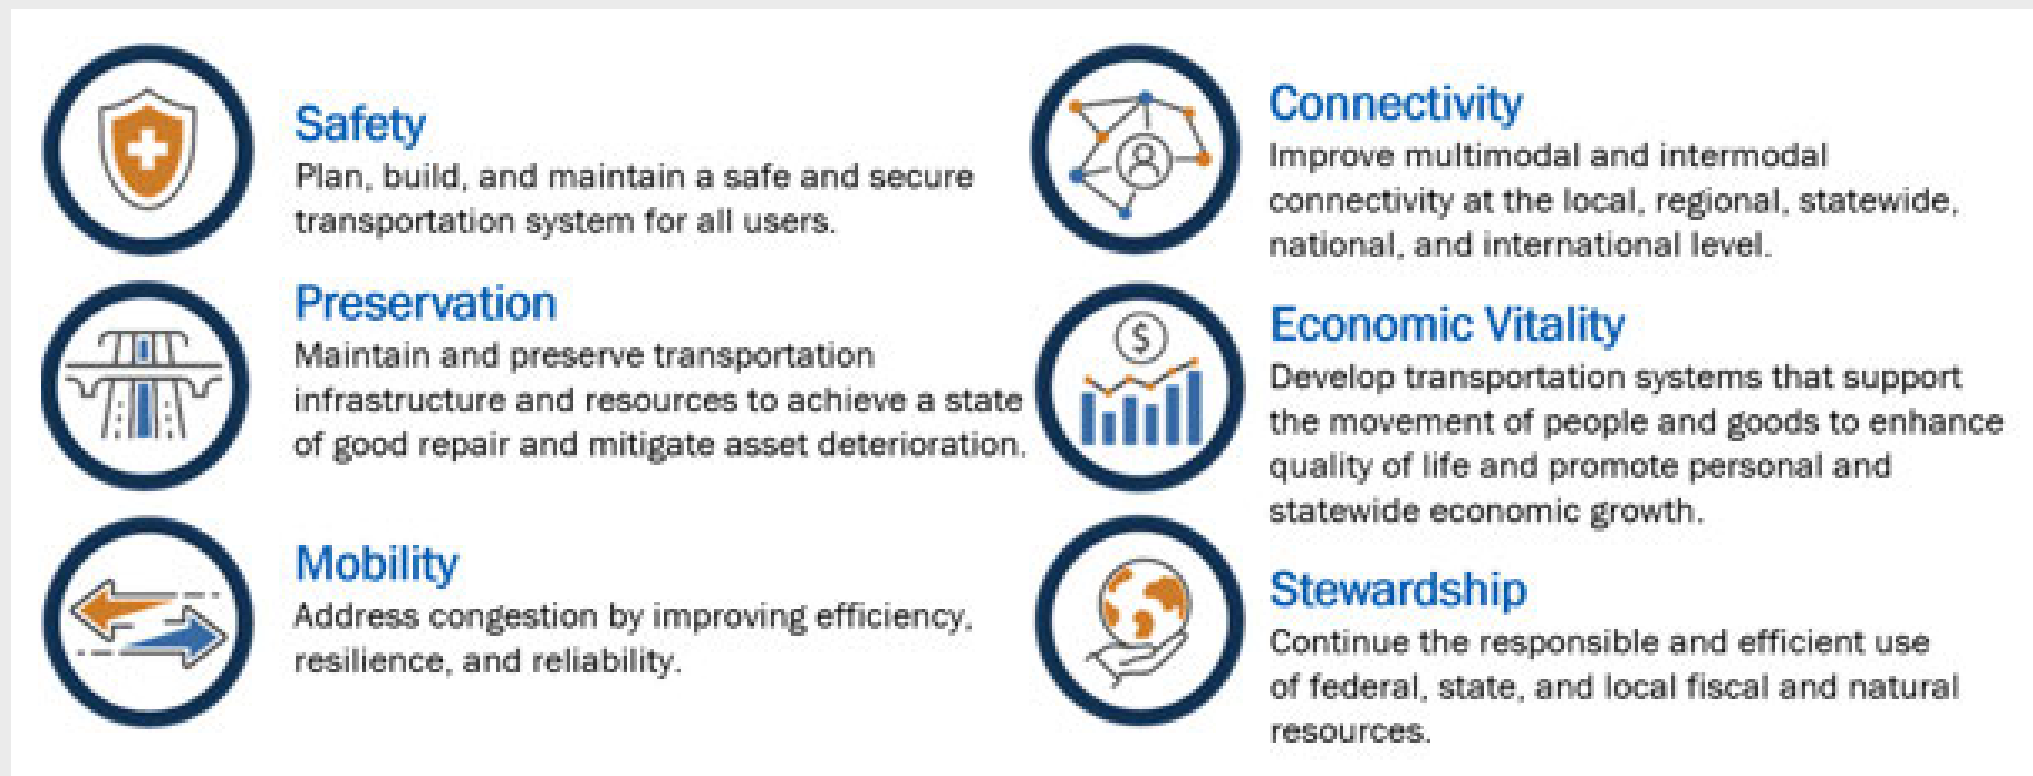 Safety
Plan, build, and maintain a safe and secure
transportation system for all users.
Preservation
Maintain and preserve transportation
infrastructure and resources to achieve a state
of good repair and mitigate asset deterioration.
Mobility
Address congestion by improving efficiency,
resilience, and reliability.
Connectivity
Improve multimodal and intermodal
connectivity at the local, regional, statewide,
national, and international level.
$
Economic Vitality
Develop transportation systems that support
the movement of people and goods to enhance
quality of life and promote personal and
statewide economic growth.
Stewardship
Continue the responsible and efficient use
of federal, state, and local fiscal and natural
resources.